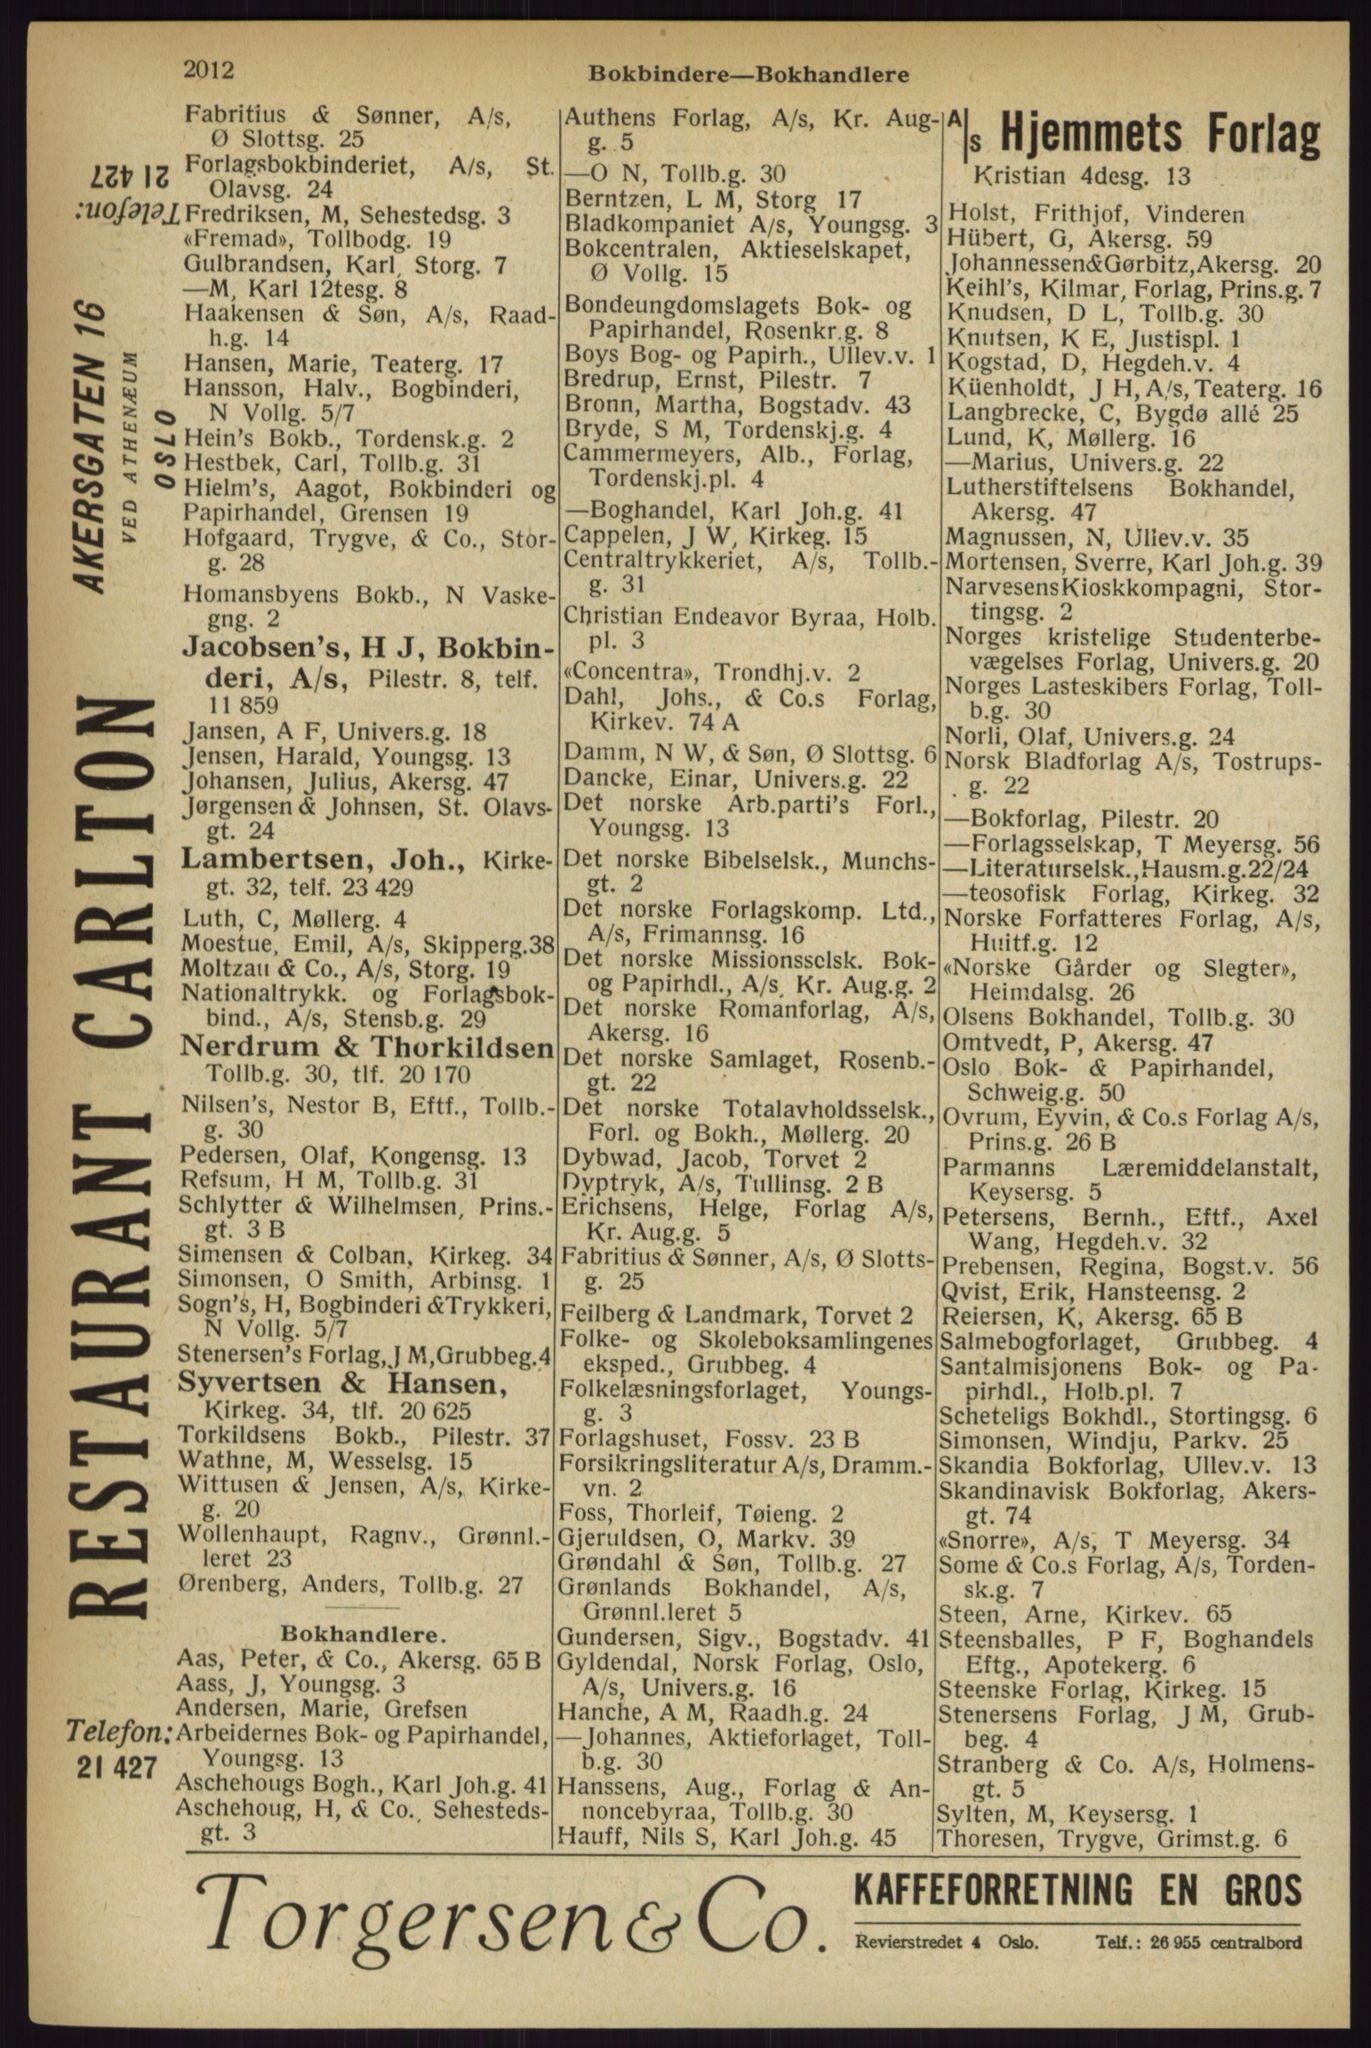 2012
Bokbindere—Bokhandlere
Telefon:
21 427
AKERSGATEN 16
VED ATHENÆUM
OSLO
RESTAURANT CARLTON
Telefon:
21 427
Fabritius & Sønner, A/s,
Ø Slottsg. 25
Forlagsbokbinderiet, A/s, St.
Olavsg. 24
Fredriksen, M, Sehestedsg. 3
«Fremad», Tollbodg. 19
Gulbrandsen, Karl, Storg. 7
—M, Karl 12tesg. 8
Haakensen & Søn, A/s, Raad-
h.g. 14
Hansen, Marie, Teaterg. 17
Hansson, Halv., Bogbinderi,
N Vollg. 5/7
Hein's Bokb., Tordensk.g. 2
Hestbek, Carl, Tollb.g. 31
Hielm's, Aagot, Bokbinderi og
Papirhandel, Grensen 19
Hofgaard, Trygve, & Co., Stor-
g. 28
Homansbyens Bokb., N Vaske-
gng. 2
Jacobsen's, H J, Bokbin-
deri, A/s, Pilestr. 8, telf.
11 859
Jansen, A F, Univers.g. 18
Jensen, Harald, Youngsg. 13
Johansen, Julius, Akersg. 47
Jørgensen & Johnsen, St. Olavs-
gt. 24
Lambertsen, Joh., Kirke-
gt. 32, telf. 23 429
Luth, C, Møllerg. 4
Moestue, Emil, A/s, Skipperg.38
Moltzau & Co., A/s, Storg. 19
Nationaltrykk. og Forlagsbok-
bind., A/s, Stensb.g. 29
Nerdrum & Thorkildsen
Tollb.g. 30, tlf. 20 170
Nilsen's, Nestor B, Eftf., Tollb.-
g. 30
Pedersen, Olaf, Kongensg. 13
Refsum, H M, Tollb.g. 31
Schlytter & Wilhelmsen, Prins.-
gt. 3 B
Simensen & Colban, Kirkeg. 34
Simonsen, O Smith, Arbinsg. 1
Sogn's, H, Bogbinderi &Trykkeri,
N Vollg. 5/7
Stenersen's Forlag, J M, Grubbeg.4
Syvertsen & Hansen,
Kirkeg. 34, tlf. 20 625
Torkildsens Bokb., Pilestr. 37
Wathne, M, Wesselsg. 15
Wittusen & Jensen, A/s, Kirke-
g. 20
Wollenhaupt, Ragnv., Grønnl.-
leret 23
Ørenberg, Anders, Tollb.g. 27
Bokhandlere.
Aas, Peter, & Co., Akersg. 65 B
Aass, J, Youngsg. 3
Andersen, Marie, Grefsen
Arbeidernes Bok- og Papirhandel,
Youngsg. 13
Aschehougs Bogh., Karl Joh.g. 41
Aschehoug, H, & Co., Sehesteds-
gt. 3
Authens Forlag, A/s, Kr. Aug-
g. 5
—O N, Tollb.g. 30
Berntzen, L M, Storg 17
Bladkompaniet A/s, Youngsg. 3
Bokcentralen, Aktieselskapet,
Ø Vollg. 15
Bondeungdomslagets Bok- og
Papirhandel, Rosenkr.g. 8
Boys Bog- og Papirh., Ullev.v. 1
Bredrup, Ernst, Pilestr. 7
Bronn, Martha, Bogstadv. 43
Bryde, S M, Tordenskj.g. 4
Cammermeyers, Alb., Forlag,
Tordenskj.pl. 4
—Boghandel, Karl Joh.g. 41
Cappelen, J W, Kirkeg. 15
Centraltrykkeriet, A/s, Tollb.-
g. 31
Christian Endeavor Byraa, Holb.
pl. 3
«Concentra», Trondhj.v. 2
Dahl, Johs., & Co.s Forlag,
Kirkev. 74 A
Damm, N W, & Søn, Ø Slottsg. 6
Dancke, Einar, Univers.g. 22
Det norske Arb.parti's Forl.,
Youngsg. 13
Det norske Bibelselsk., Munchs-
gt. 2
Det norske Forlagskomp. Ltd.,
A/s, Frimannsg. 16
Det norske Missionsselsk. Bok-
og Papirhdl., A/s, Kr. Aug.g. 2
Det norske Romanforlag, A/s,
Akersg. 16
Det norske Samlaget, Rosenb.-
gt. 22
Det norske Totalavholdsselsk.,
Forl. og Bokh., Møllerg. 20
Dybwad, Jacob, Torvet 2
Dyptryk, A/s, Tullinsg. 2 B
Erichsens, Helge, Forlag A/s,
Kr. Aug.g. 5
Fabritius & Sønner, A/s, Ø Slotts-
g. 25
Feilberg & Landmark, Torvet 2
Folke- og Skoleboksamlingenes
eksped., Grubbeg. 4
Folkelæsningsforlaget, Youngs-
g. 3
Forlagshuset, Fossv. 23 B
Forsikringsliteratur A/s, Dramm.-
vn. 2
Foss, Thorleif, Tøieng. 2
Gjeruldsen, O, Markv. 39
Grøndahl & Søn, Tollb.g. 27
Grønlands Bokhandel, A/s,
Grønnl.leret 5
Gundersen, Sigv., Bogstadv. 41
Gyldendal, Norsk Forlag, Oslo,
A/s, Univers.g. 16
Hanche, A M, Raadh.g. 24
—Johannes, Aktieforlaget, Toll-
b.g. 30
Hanssens, Aug., Forlag & An-
noncebyraa, Tollb.g. 30
Hauff, Nils S, Karl Joh.g. 45
A/s Hjemmets Forlag
Kristian 4desg. 13
Holst, Frithjof, Vinderen
Hübert, G, Akersg. 59
Johannessen&Gørbitz,Akersg. 20
Keihl's, Kilmar, Forlag, Prins.g. 7
Knudsen, D L, Tollb.g. 30
Knutsen, K E, Justispl. 1
Kogstad, D, Hegdeh.v. 4
Küenholdt, J H, A/s, Teaterg. 16
Langbrecke, C, Bygdø allé 25
Lund, K, Møllerg. 16
—Marius, Univers.g. 22
Lutherstiftelsens Bokhandel,
Akersg. 47
Magnussen, N, Ullev.v. 35
Mortensen, Sverre, Karl Joh.g. 39
NarvesensKioskkompagni, Stor-
tingsg. 2
Norges kristelige Studenterbe-
vægelses Forlag, Univers.g. 20
Norges Lasteskibers Forlag, Toll-
b.g. 30
Norli, Olaf, Univers.g. 24
Norsk Bladforlag A/s, Tostrups-
g. 22
—Bokforlag, Pilestr. 20
—Forlagsselskap, T Meyersg. 56
—Literaturselsk.,Hausm.g.22/24
—teosofisk Forlag, Kirkeg. 32
Norske Forfatteres Forlag, A/s,
Huitf.g. 12
«Norske Gårder og Slegter»,
Heimdalsg. 26
Olsens Bokhandel, Tollb.g. 30
Omtvedt, P, Akersg. 47
Oslo Bok- & Papirhandel,
Schweig.g. 50
Ovrum, Eyvin, & Co.s Forlag A/s,
Prins.g. 26 B
Parmanns Læremiddelanstalt,
Keysersg. 5
Petersens, Bernh., Eftf., Axel
Wang, Hegdeh.v. 32
Prebensen, Regina, Bogst.v. 56
Qvist, Erik, Hansteensg. 2
Reiersen, K, Akersg. 65 B
Salmebogforlaget, Grubbeg. 4
Santalmisjonens Bok- og Pa-
pirhdl., Holb.pl. 7
Scheteligs Bokhdl., Stortingsg. 6
Simonsen, Windju, Parkv. 25
Skandia Bokforlag, Ullev.v. 13
Skandinavisk Bokforlag, Akers-
gt. 74
«Snorre», A/s, T Meyersg. 34
Some & Co.s Forlag, A/s, Torden-
sk.g. 7
Steen, Arne, Kirkev. 65
Steensballes, P F, Boghandels
Eftg., Apotekerg. 6
Steenske Forlag, Kirkeg. 15
Stenersens Forlag, J M, Grub-
beg. 4
Stranberg & Co. A/s, Holmens-
gt. 5
Sylten, M, Keysersg. 1
Thoresen, Trygve, Grimst.g. 6
Torgersen & Co.
KAFFEFORRETNING EN GROS
Revierstredet 4 Oslo. Telf.: 26 955 centralbord